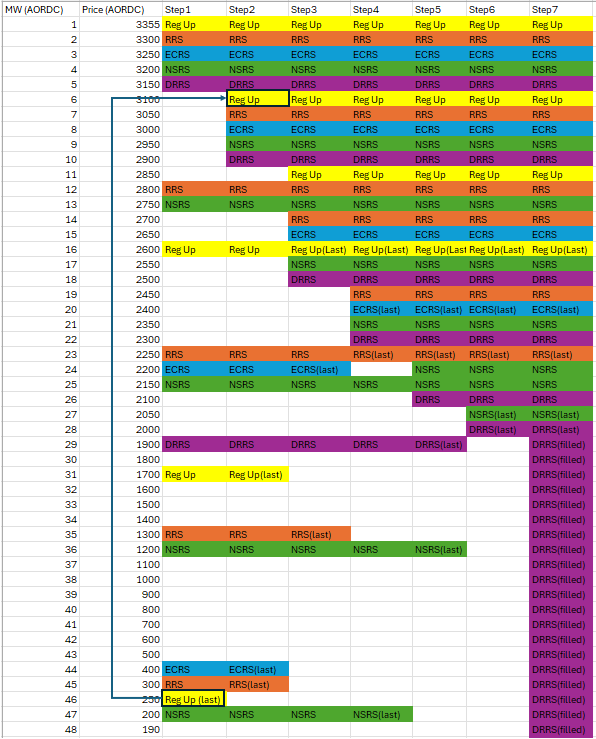 MW (AORDC) Price (AORDC) Step1 Step2 Step3 Step4 Step5 Step6 Step7
1 3355 Reg Up Reg Up Reg Up Reg Up Reg Up Reg Up Reg Up
2 3300 RRS RRS RRS RRS RRS RRS RRS
3 3250 ECRS ECRS ECRS ECRS ECRS ECRS ECRS
4 3200 NSRS NSRS NSRS NSRS NSRS NSRS NSRS
5 3150 DRRS DRRS DRRS DRRS DRRS DRRS DRRS
6 3100 Reg Up Reg Up Reg Up Reg Up Reg Up Reg Up
7 3050 RRS RRS RRS RRS RRS RRS
8 3000 ECRS ECRS ECRS ECRS ECRS ECRS
9 2950 NSRS NSRS NSRS NSRS NSRS NSRS
10 2900 DRRS DRRS DRRS DRRS DRRS DRRS
11 2850 Reg Up Reg Up Reg Up Reg Up Reg Up
12 2800 RRS RRS RRS RRS RRS RRS RRS
13 2750 NSRS NSRS NSRS NSRS NSRS NSRS NSRS
14 2700 RRS RRS RRS RRS RRS
15 2650 ECRS ECRS ECRS ECRS ECRS
16 2600 Reg Up Reg Up Reg Up(Last) Reg Up(Last) Reg Up(Last Reg Up(Last) Reg Up(Last)
17 2550 NSRS NSRS NSRS NSRS NSRS
18 2500 DRRS DRRS DRRS DRRS DRRS
19 2450 RRS RRS RRS RRS
20 2400 ECRS(last) ECRS(last) ECRS(last) ECRS(last)
21 2350 NSRS NSRS NSRS NSRS
22 2300 DRRS DRRS DRRS DRRS
23 2250 RRS RRS RRS RRS(last) RRS(last) RRS(last) RRS(last)
24 2200 ECRS ECRS ECRS(last) NSRS NSRS NSRS
25 2150 NSRS NSRS NSRS NSRS NSRS NSRS NSRS
26 2100 DRRS DRRS DRRS
27 2050 NSRS(last) NSRS(last)
28 2000 DRRS(last) DRRS(last)
29 1900 DRRS DRRS DRRS DRRS DRRS(last) DRRS(filled)
30 1800 DRRS(filled)
31 1700 Reg Up Reg Up(last) DRRS(filled)
32 1600 DRRS(filled)
33 1500 DRRS(filled)
34 1400 DRRS(filled)
35 1300 RRS RRS RRS(last) DRRS(filled)
36 1200 NSRS NSRS NSRS NSRS NSRS(last) DRRS(filled)
37 1100 DRRS(filled)
38 1000 DRRS(filled)
39 900 DRRS(filled)
40 800 DRRS(filled)
41 700 DRRS(filled)
42 600 DRRS(filled)
43 500 DRRS(filled)
44 400 ECRS ECRS(last) DRRS(filled)
45 300 RRS RRS(last) DRRS(filled)
46 250 Reg Up (last) DRRS(filled)
47 200 NSRS NSRS NSRS NSRS(last) DRRS(filled)
48 190 DRRS(filled)